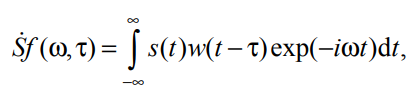 Ṡf (ω, τ) = ∫_{−∞}^{∞} s(t)w(t − τ) exp(−iωt)dt,